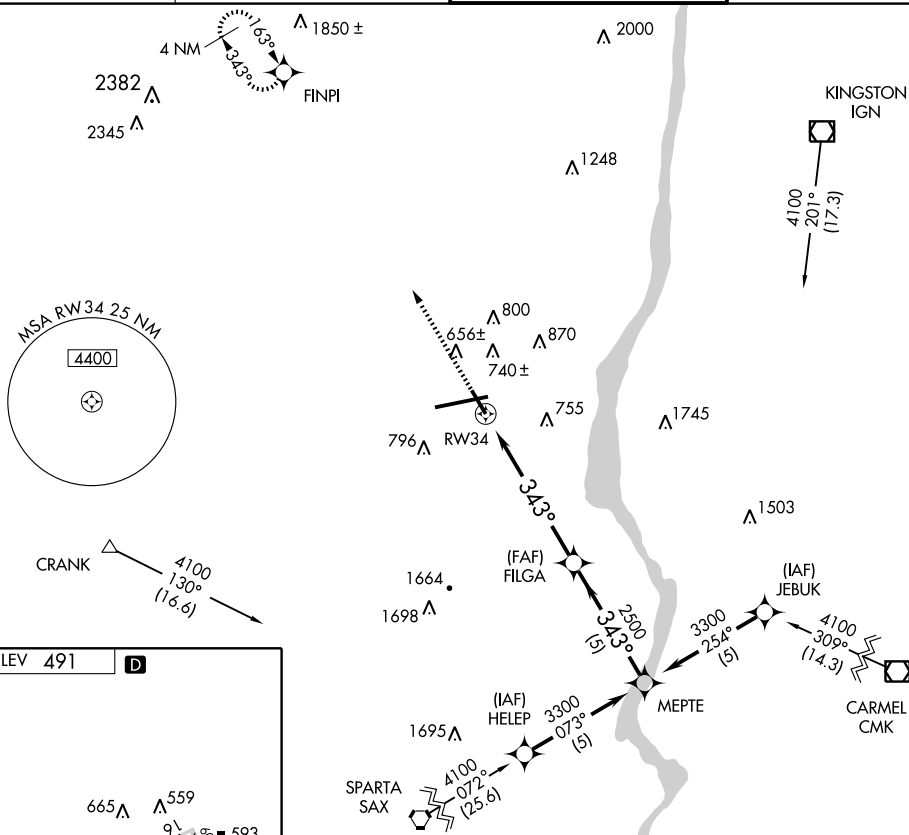 1850 ±
2000
4 NM
163°
343°
FINPI
2382
2345
KINGSTON
IGN
1248
4100
201°
(17.3)
MSA RW34 25 NM
4400
800
656±
870
740 ±
755
1745
796
RW34
343°
1503
CRANK
4100
130°
(16.6)
(FAF)
FILGA
1664
1698
(IAF)
JEBUK
2500
343°
(5)
3300
254°
(5)
4100
309°
(14.3)
LEV 491
D
MEPTE
CARMEL
CMK
(IAF)
HELEP
3300
073°
(5)
1695
4100
072°
(25.6)
SPARTA
SAX
665
559
593